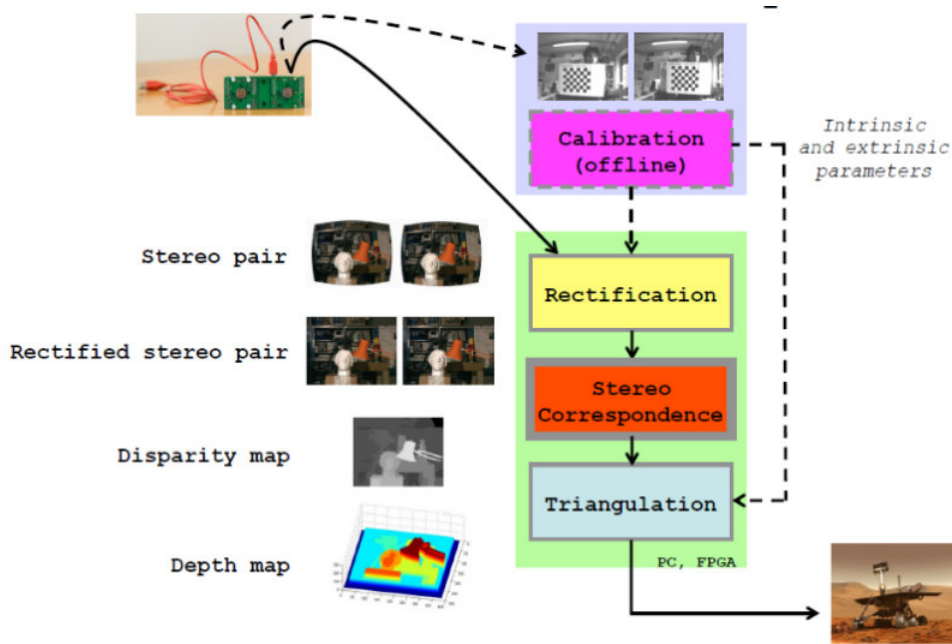 Calibration
(offline)
Intrinsic
and extrinsic
parameters
Stereo pair
Rectification
Rectified stereo pair
Stereo
Correspondence
Disparity map
Triangulation
Depth map
PC, FPGA